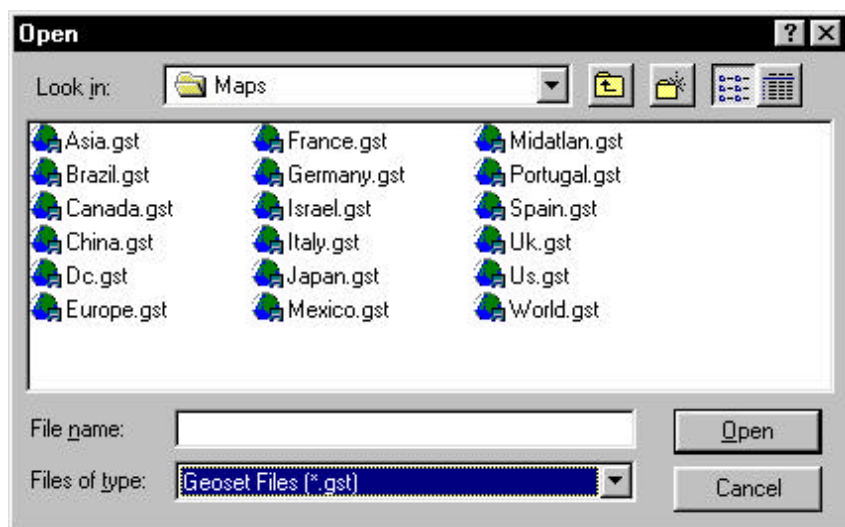 Open
Look in: Maps
Asia.gst France.gst Midatlan.gst
Brazil.gst Germany.gst Portugal.gst
Canada.gst Israel.gst Spain.gst
China.gst Italy.gst Uk.gst
Dc.gst Japan.gst Us.gst
Europe.gst Mexico.gst World.gst
File name: Open
Files of type: Geoset Files (*.gst) Cancel